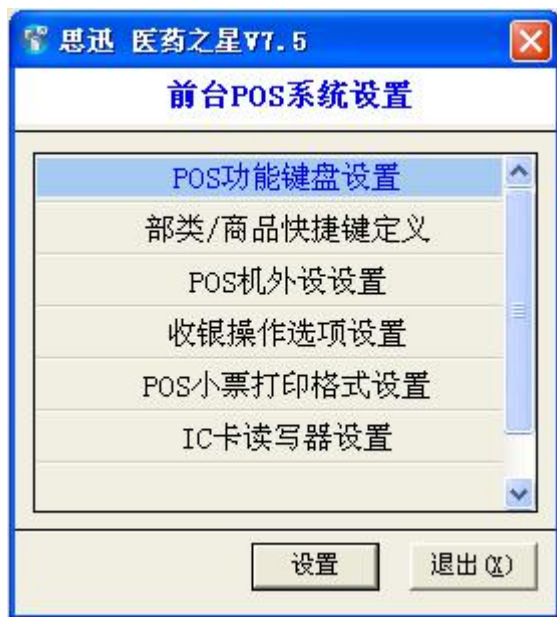 思迅 医药之星V7.5
前台POS系统设置
POS功能键盘设置
部类/商品快捷键定义
POS机外设设置
收银操作选项设置
POS小票打印格式设置
IC卡读写器设置
设置 退出(X)